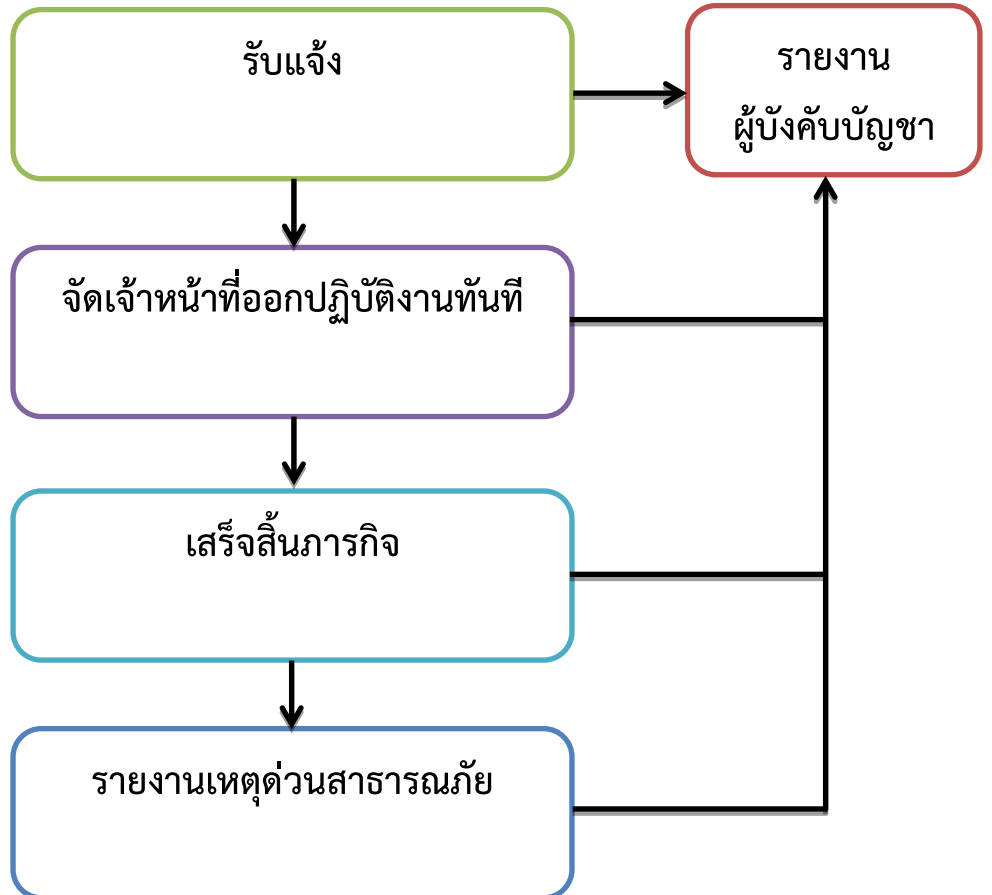 รับแจ้ง
รายงาน
ผู้บังคับบัญชา
จัดเจ้าหน้าที่ออกปฏิบัติงานทันที
เสร็จสิ้นภารกิจ
รายงานเหตุด่วนสาธารณภัย